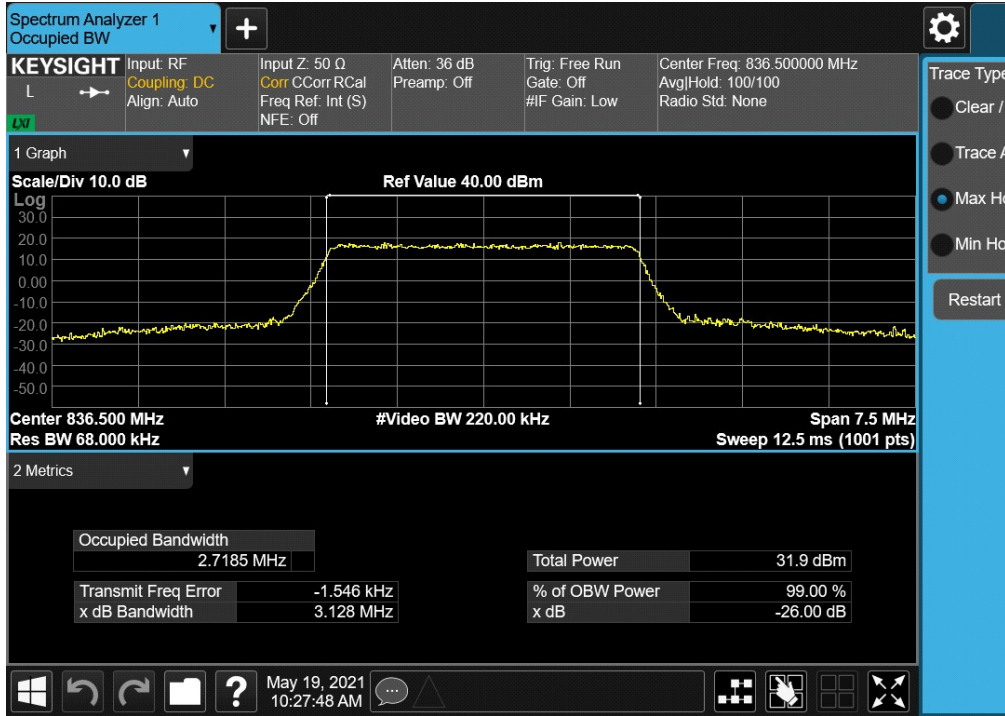 Spectrum Analyzer 1
Occupied BW
+
KEYSIGHT
L
LXI
Input: RF
Coupling: DC
Align: Auto
Input Z: 50 Ω
Corr CCorr RCal
Freq Ref: Int (S)
NFE: Off
Atten: 36 dB
Preamp: Off
Trig: Free Run
Gate: Off
#IF Gain: Low
Center Freq: 836.500000 MHz
Avg|Hold: 100/100
Radio Std: None
Trace Type
Clear /
Trace A
Max Ho
Min Ho
Restart
1 Graph
Scale/Div 10.0 dB
Ref Value 40.00 dBm
Log
30.0
20.0
10.0
0.00
-10.0
-20.0
-30.0
-40.0
-50.0
Center 836.500 MHz
#Video BW 220.00 kHz
Span 7.5 MHz
Res BW 68.000 kHz
Sweep 12.5 ms (1001 pts)
2 Metrics
Occupied Bandwidth
2.7185 MHz
Total Power 31.9 dBm
Transmit Freq Error -1.546 kHz
% of OBW Power 99.00 %
x dB Bandwidth 3.128 MHz
x dB -26.00 dB
?
May 19, 2021
10:27:48 AM